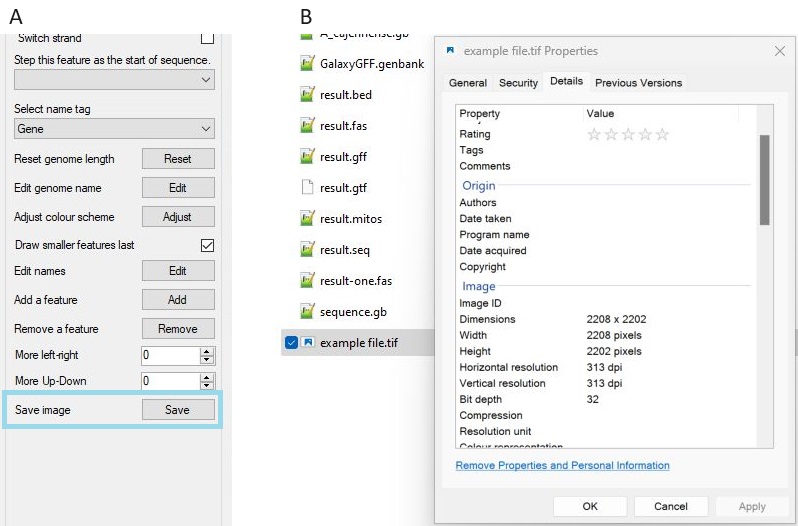 A
Switch strand
Step this feature as the start of sequence.
Select name tag
Gene
Reset genome length Reset
Edit genome name Edit
Adjust colour scheme Adjust
Draw smaller features last
Edit names Edit
Add a feature Add
Remove a feature Remove
More left-right 0
More Up-Down 0
Save image Save
B
A_cajennense.gb
GalaxyGFF.genbank
result.bed
result.fas
result.gff
result.gtf
result.mitos
result.seq
result-one.fas
sequence.gb
example file.tif
example file.tif Properties
General Security Details Previous Versions
Property Value
Rating
Tags
Comments
Origin
Authors
Date taken
Program name
Date acquired
Copyright
Image
Image ID
Dimensions 2208 x 2202
Width 2208 pixels
Height 2202 pixels
Horizontal resolution 313 dpi
Vertical resolution 313 dpi
Bit depth 32
Compression
Resolution unit
Colour representation
Remove Properties and Personal Information
OK Cancel Apply